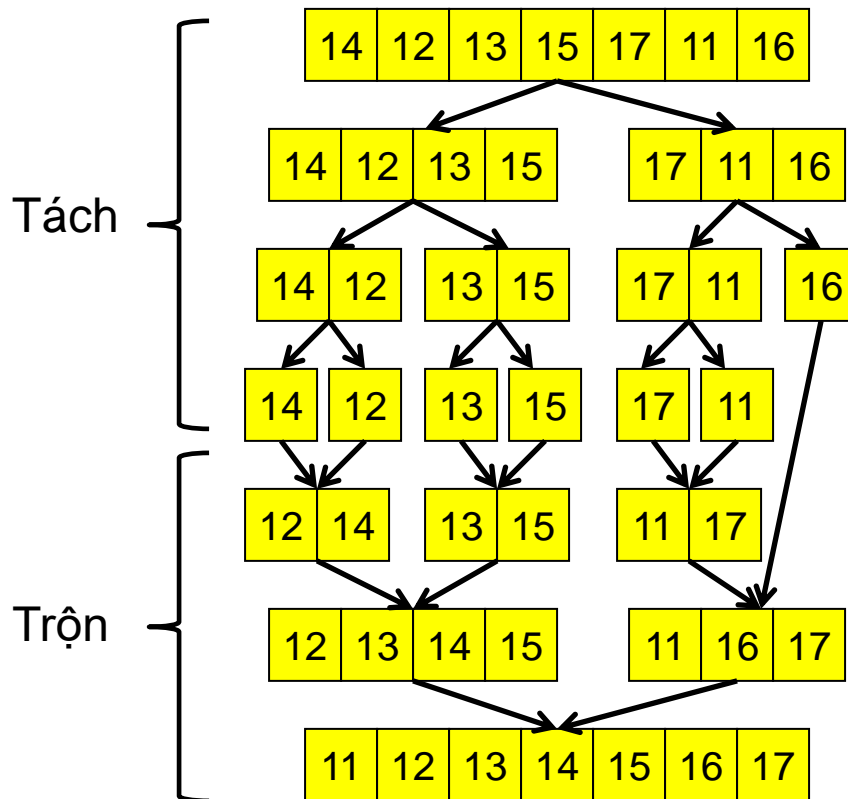 14 12 13 15 17 11 16
14 12 13 15 17 11 16
Tách
14 12 13 15 17 11 16
14 12 13 15 17 11
12 14 13 15 11 17
Trộn
12 13 14 15 11 16 17
11 12 13 14 15 16 17